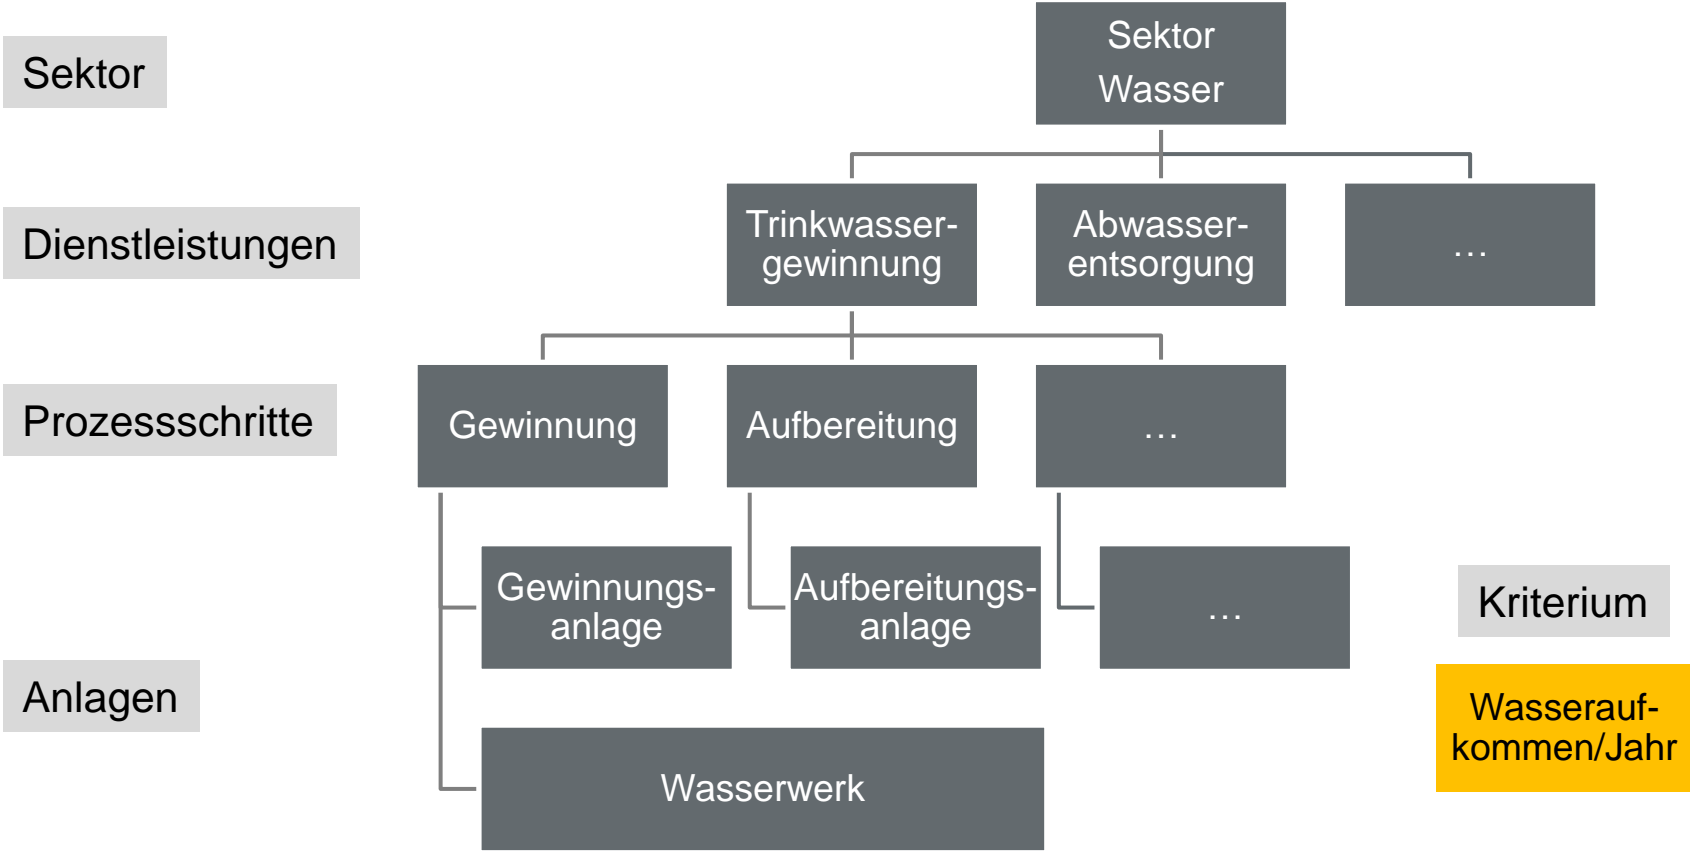 Sektor
Sektor
Wasser
Dienstleistungen
Trinkwasser-
gewinnung
Abwasser-
entsorgung
…
Prozessschritte
Gewinnung
Aufbereitung
…
Anlagen
Gewinnungs-
anlage
Aufbereitungs-
anlage
…
Wasserwerk
Kriterium
Wasserauf-
kommen/Jahr